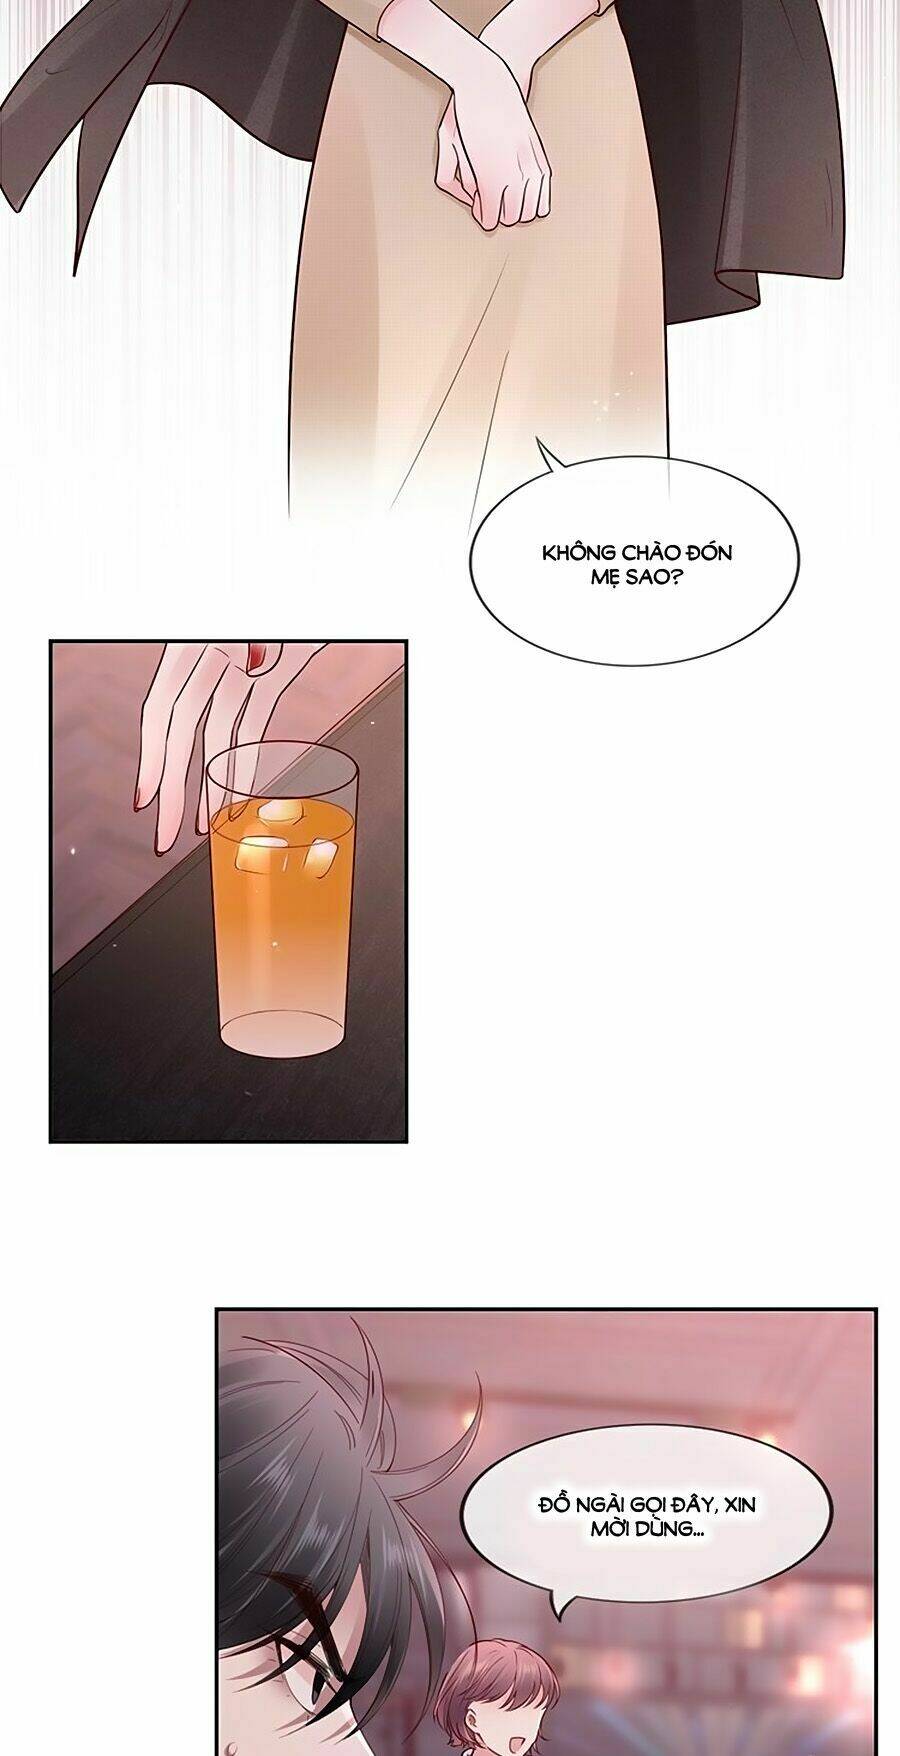 KHÔNG CHÀO ĐÓN
MẸ SAO?
ĐỒ NGÀI GỌI ĐÂY, XIN
MỜI DÙNG...